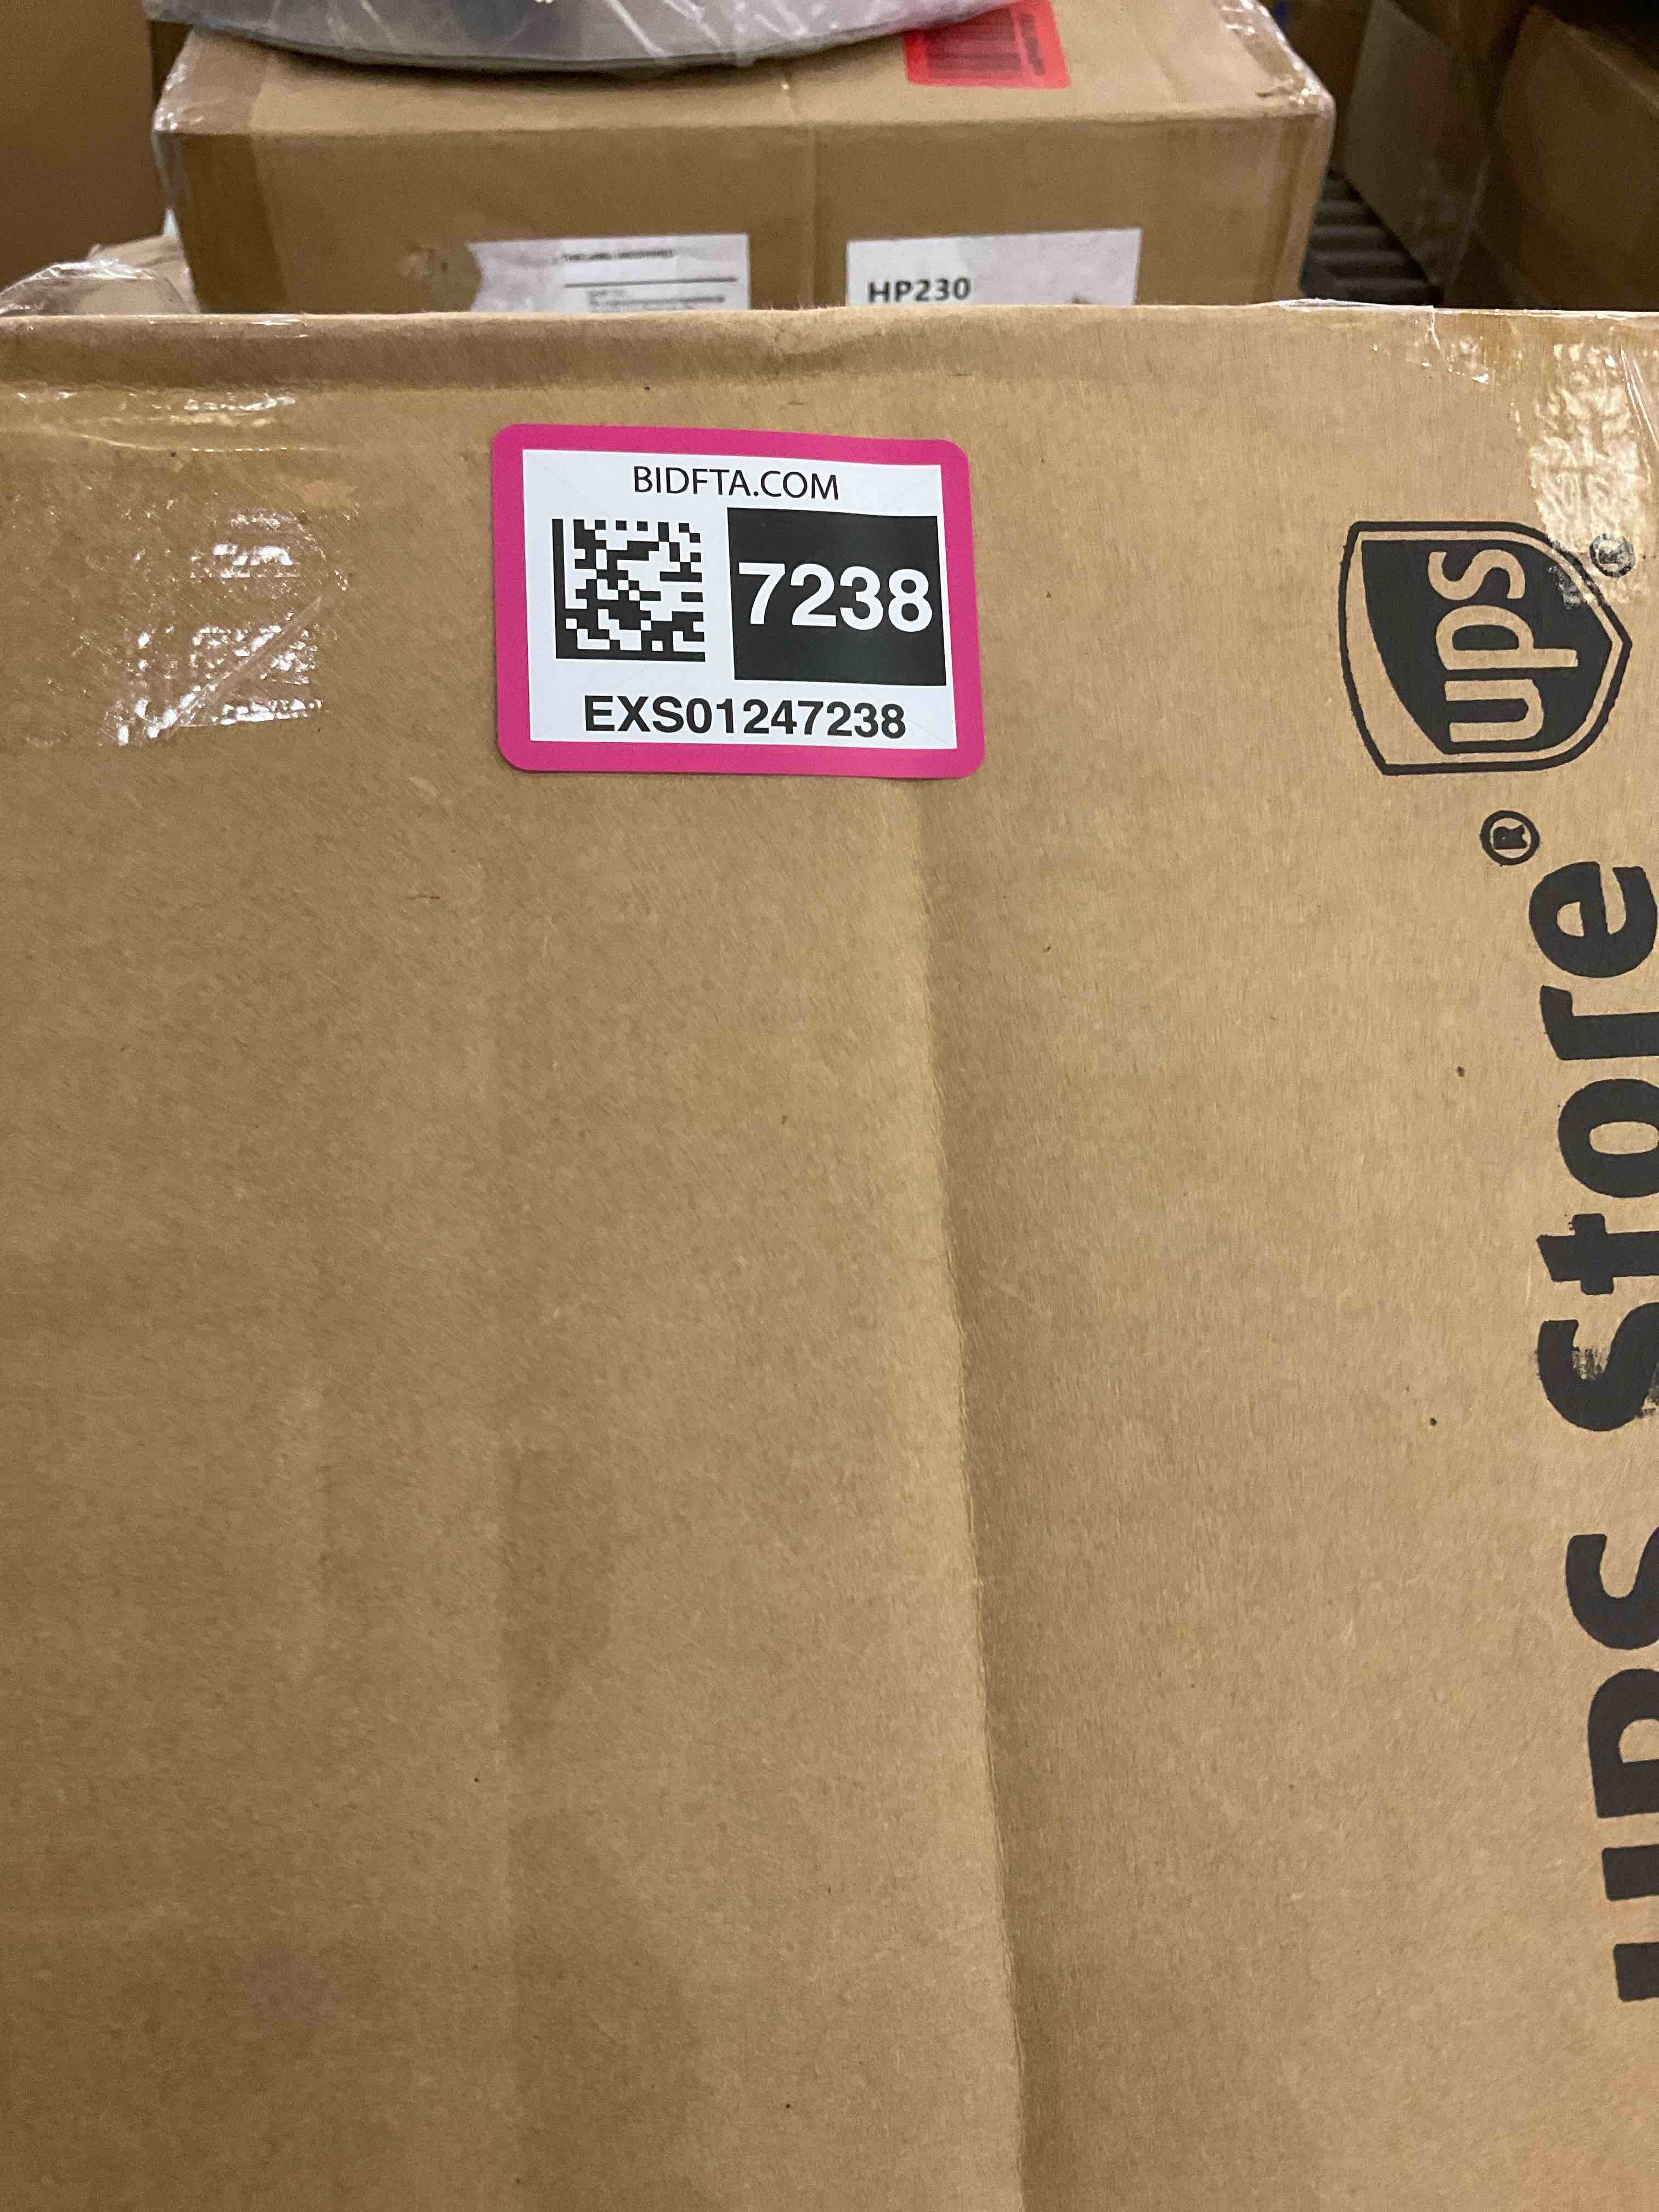 HP230
BIDFTA.COM
7238
EXS01247238
ups
UPS Store®